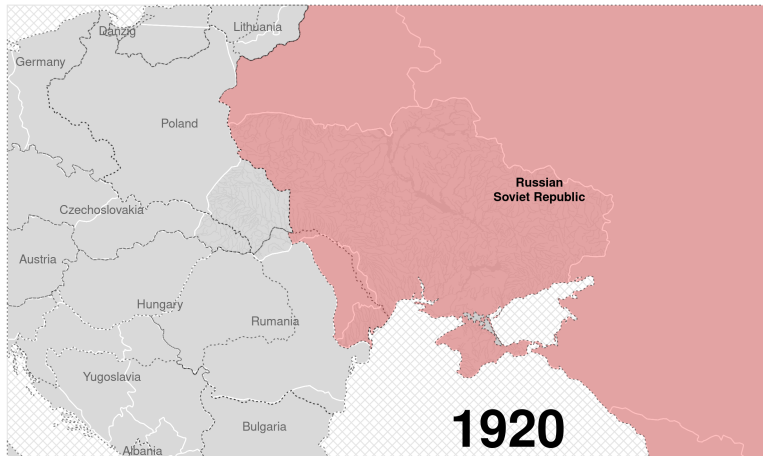 Lithuania
Danzig
Germany
Poland
Russian
Soviet Republic
Czechoslovakia
Austria
Hungary
Rumania
Yugoslavia
1920
Bulgaria
Albania